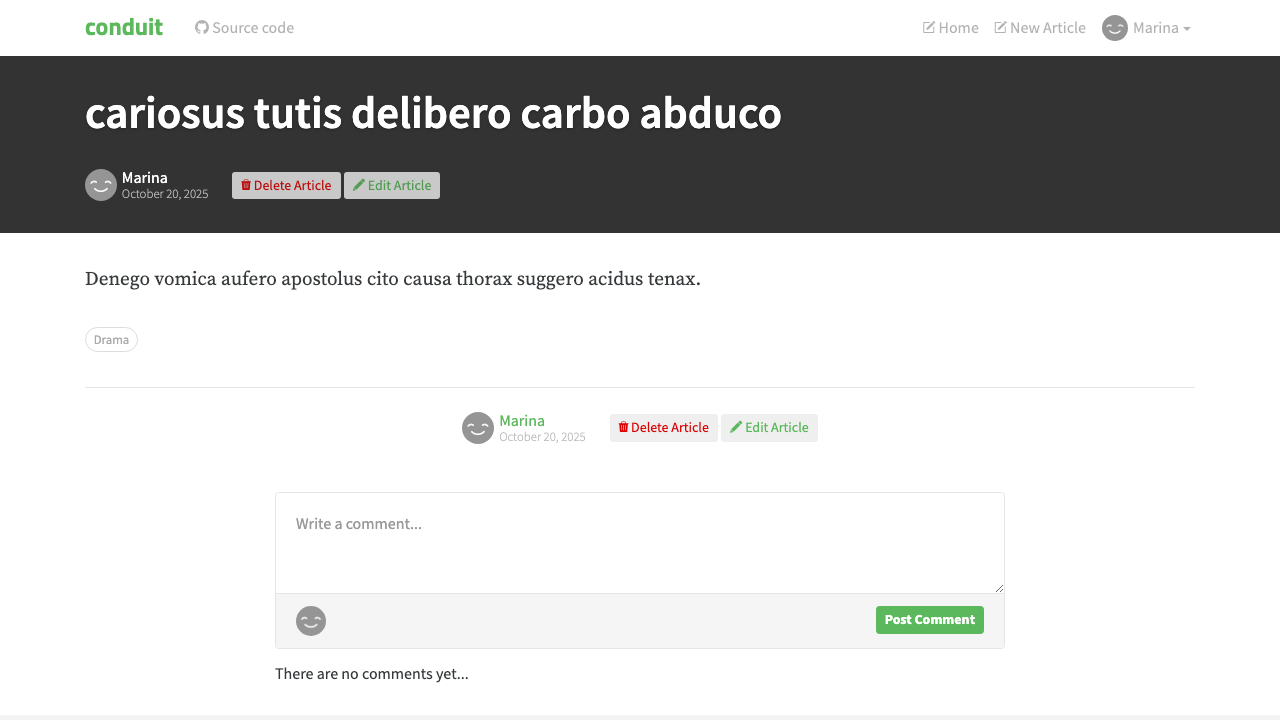 conduit Source code Home New Article Marina
cariosus tutis delibero carbo abduco
Marina
October 20, 2025
Delete Article Edit Article
Denego vomica aufero apostolus cito causa thorax suggero acidus tenax.
Drama
Marina
October 20, 2025
Delete Article Edit Article
Write a comment...
Post Comment
There are no comments yet...